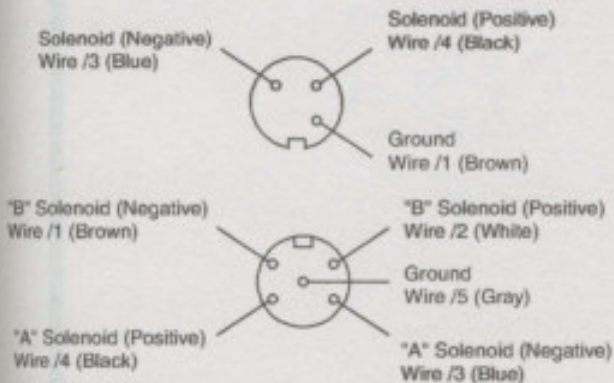 Solenoid (Negative)
Wire /3 (Blue)
Solenoid (Positive)
Wire /4 (Black)
Ground
Wire /1 (Brown)
"B" Solenoid (Negative)
Wire /1 (Brown)
"B" Solenoid (Positive)
Wire /2 (White)
Ground
Wire /5 (Gray)
"A" Solenoid (Positive)
Wire /4 (Black)
"A" Solenoid (Negative)
Wire /3 (Blue)